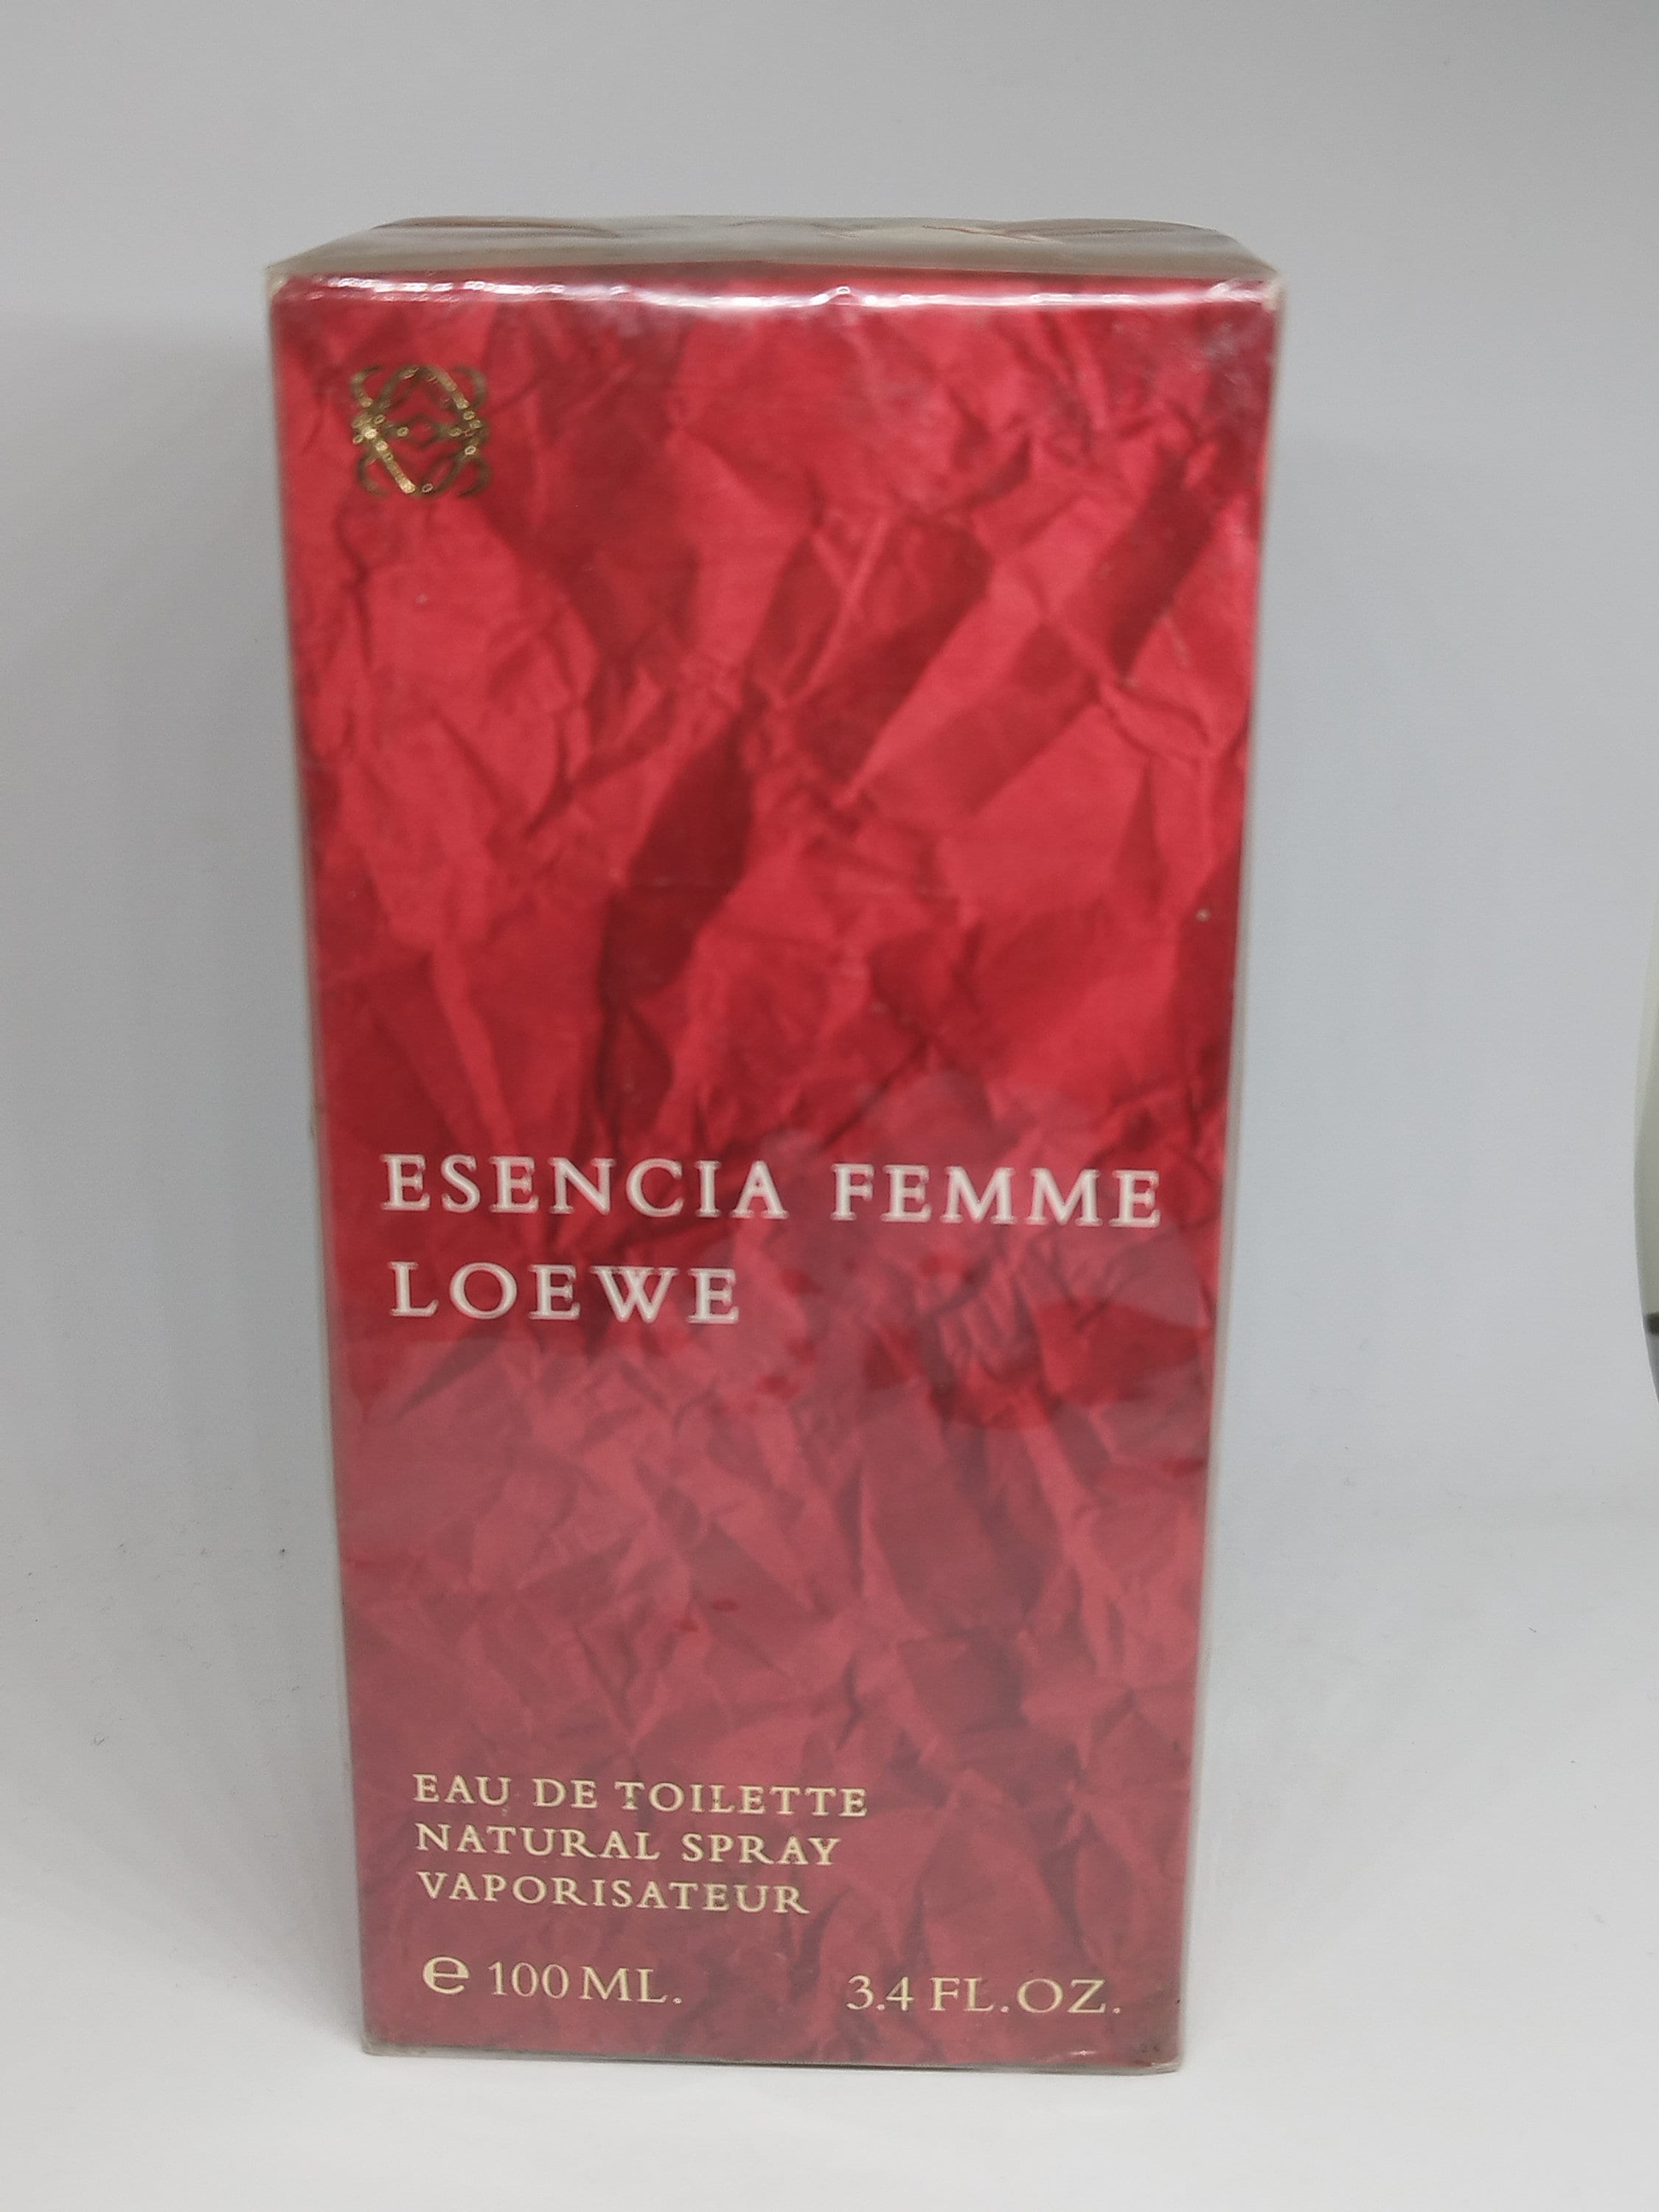 ESENCIA FEMME
LOEWE
EAU DE TOILETTE
NATURAL SPRAY
VAPORISATEUR
℮ 100 ML. 3.4 FL.OZ.